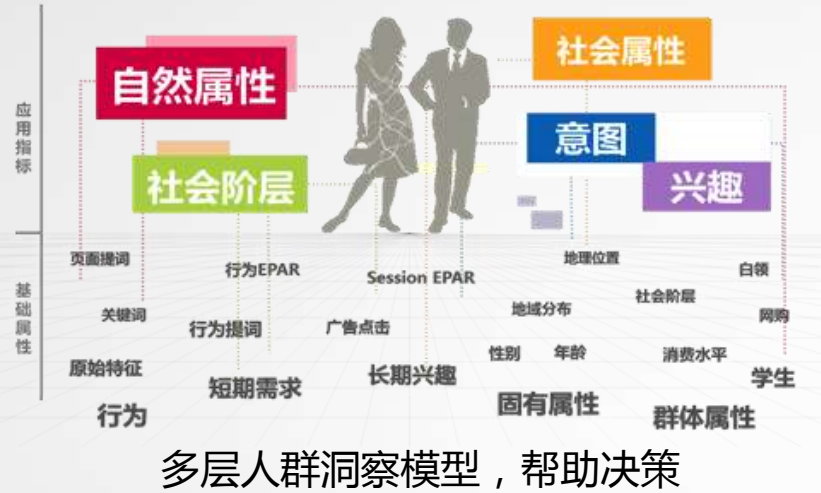 应用指标
自然属性
社会属性
意图
社会阶层
兴趣
基础属性
页面提词
行为EPAR
Session EPAR
地理位置
白领
关键词
行为提词
广告点击
地域分布
社会阶层
网购
原始特征
短期需求
长期兴趣
性别
年龄
消费水平
学生
行为
固有属性
群体属性
多层人群洞察模型，帮助决策